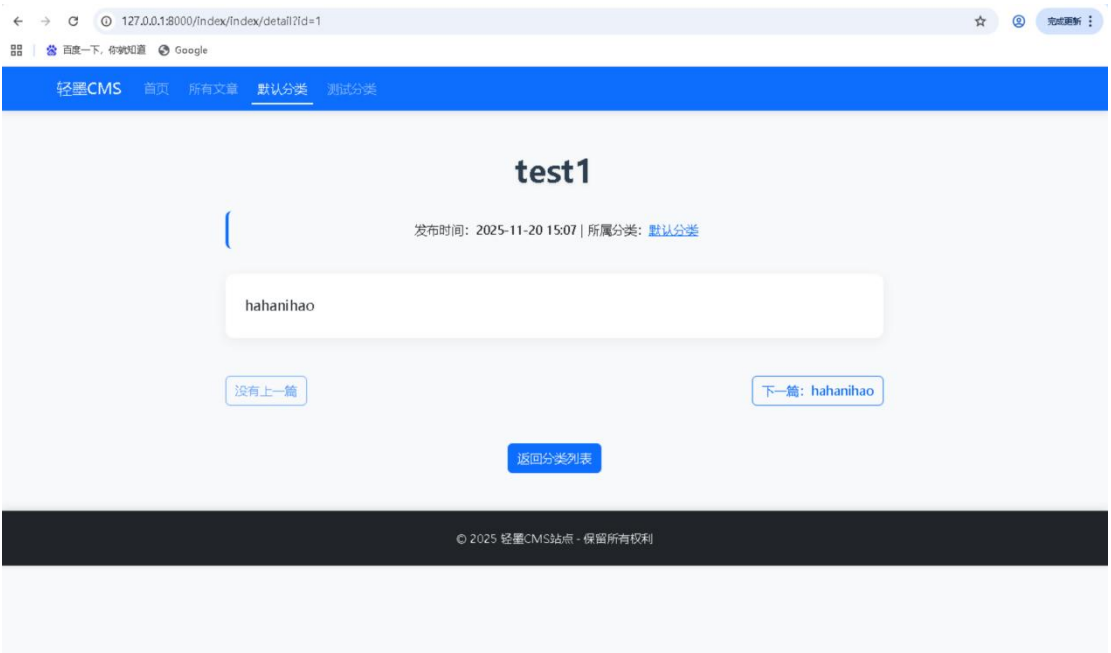 127.0.0.1:8000/index/index/detail?id=1
完成更新
百度一下，你就知道 Google
轻墨CMS 首页 所有文章 默认分类 测试分类
test1
发布时间：2025-11-20 15:07 | 所属分类：默认分类
hahanihao
没有上一篇 下一篇：hahanihao
返回分类列表
© 2025 轻墨CMS站点 - 保留所有权利